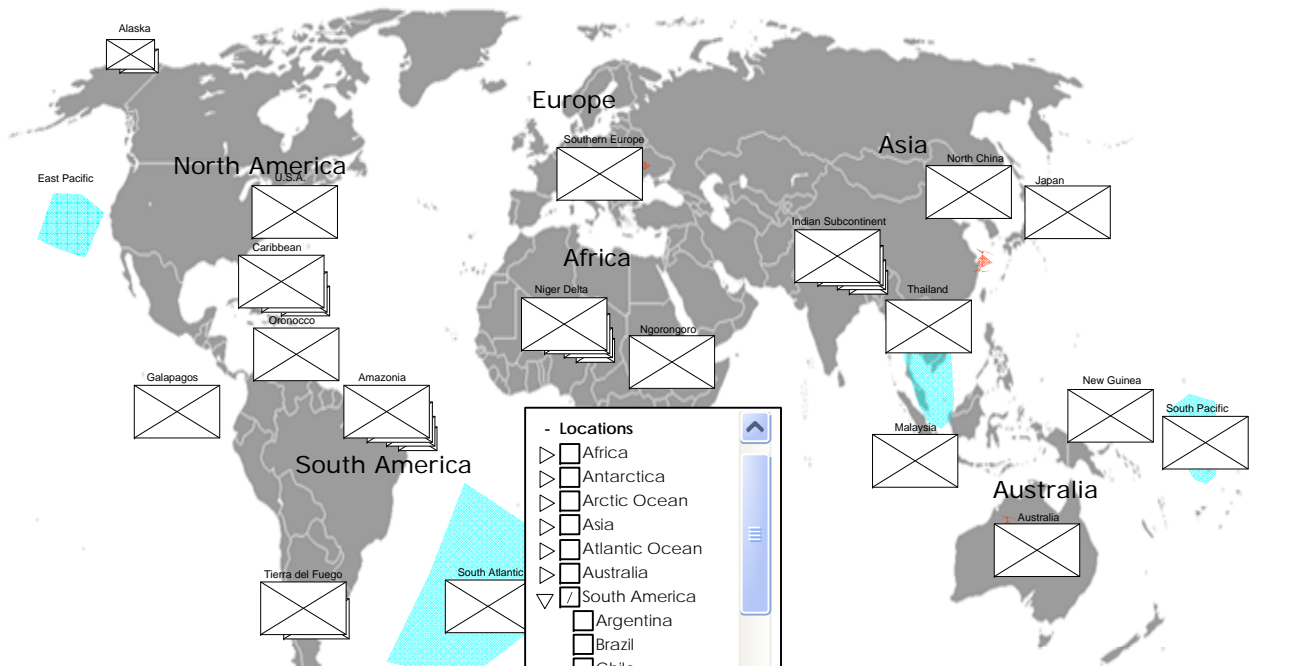 Alaska
Europe
Southern Europe
Asia
North China
North America
U.S.A.
East Pacific
Japan
Indian Subcontinent
Caribbean
Africa
Niger Delta
Thailand
Oronocco
Ngorongoro
Galapagos
Amazonia
New Guinea
South Pacific
Malaysia
South America
Australia
Australia
Tierra del Fuego
South Atlantic
- Locations
Africa
Antarctica
Arctic Ocean
Asia
Atlantic Ocean
Australia
South America
Argentina
Brazil
Chile